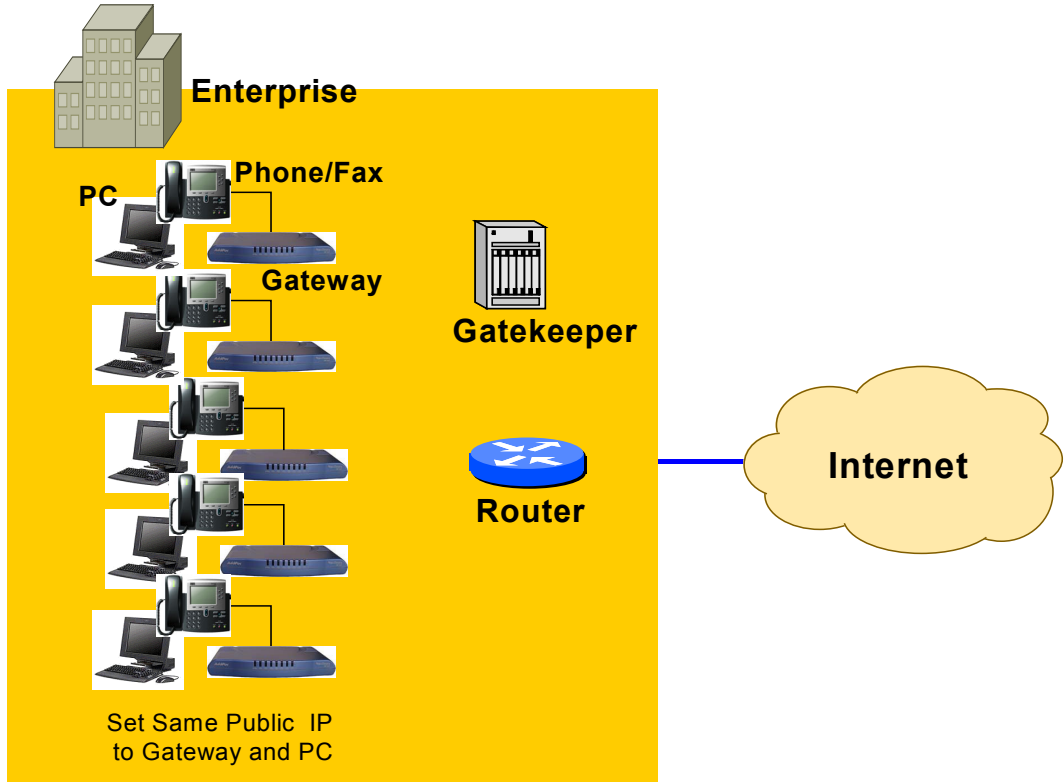 Enterprise
Phone/Fax
PC
Gateway
Gatekeeper
Router
Internet
Set Same Public IP
to Gateway and PC